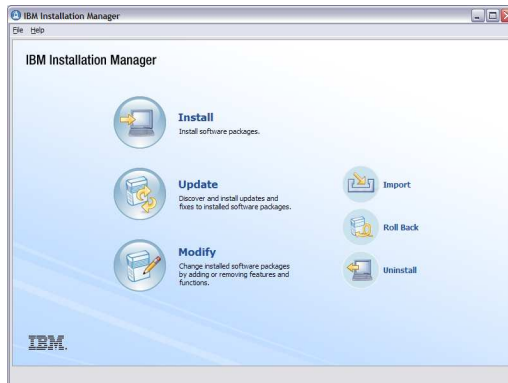 IBM Installation Manager
File Help
IBM Installation Manager
Install
Install software packages.
Update
Discover and install updates and
fixes to installed software packages.
Modify
Change installed software packages
by adding or removing features and
functions.
Import
Roll Back
Uninstall
IBM.